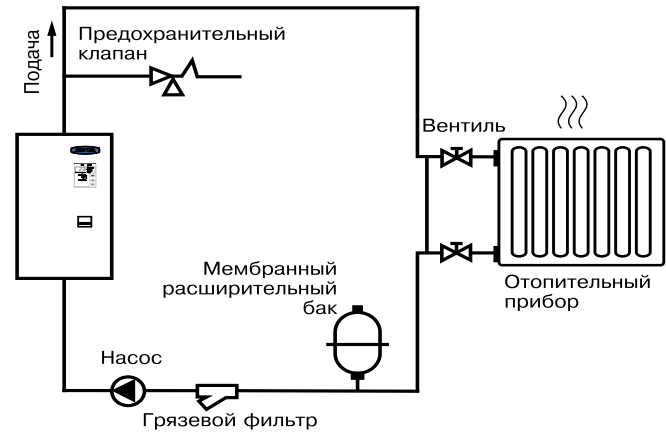 Подача
Предохранительный
клапан
Вентиль
Мембранный
расширительный
бак
Отопительный
прибор
Насос
Грязевой фильтр